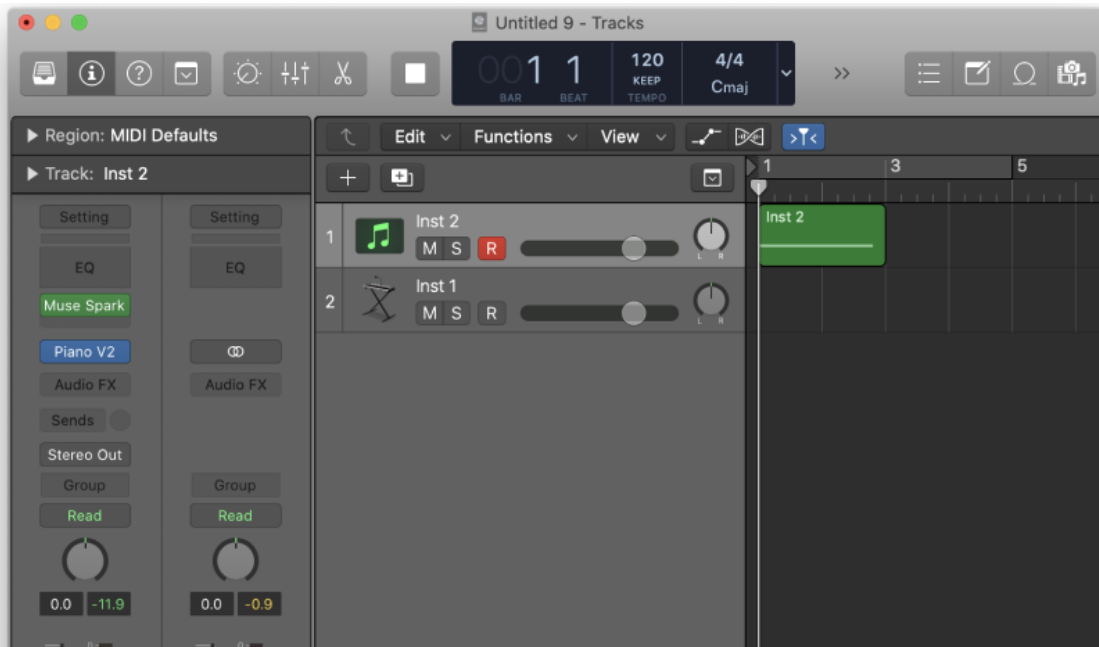 Untitled 9 - Tracks
001 1 120 4/4
KEEP Cmaj
BAR BEAT TEMPO
Region: MIDI Defaults
Edit Functions View
Track: Inst 2
1 3 5
Setting Setting
EQ EQ
Muse Spark
Piano V2
Audio FX Audio FX
Sends
Stereo Out
Group Group
Read Read
0.0 -11.9 0.0 -0.9
1 Inst 2
M S R
L R
2 Inst 1
M S R
L R
Inst 2